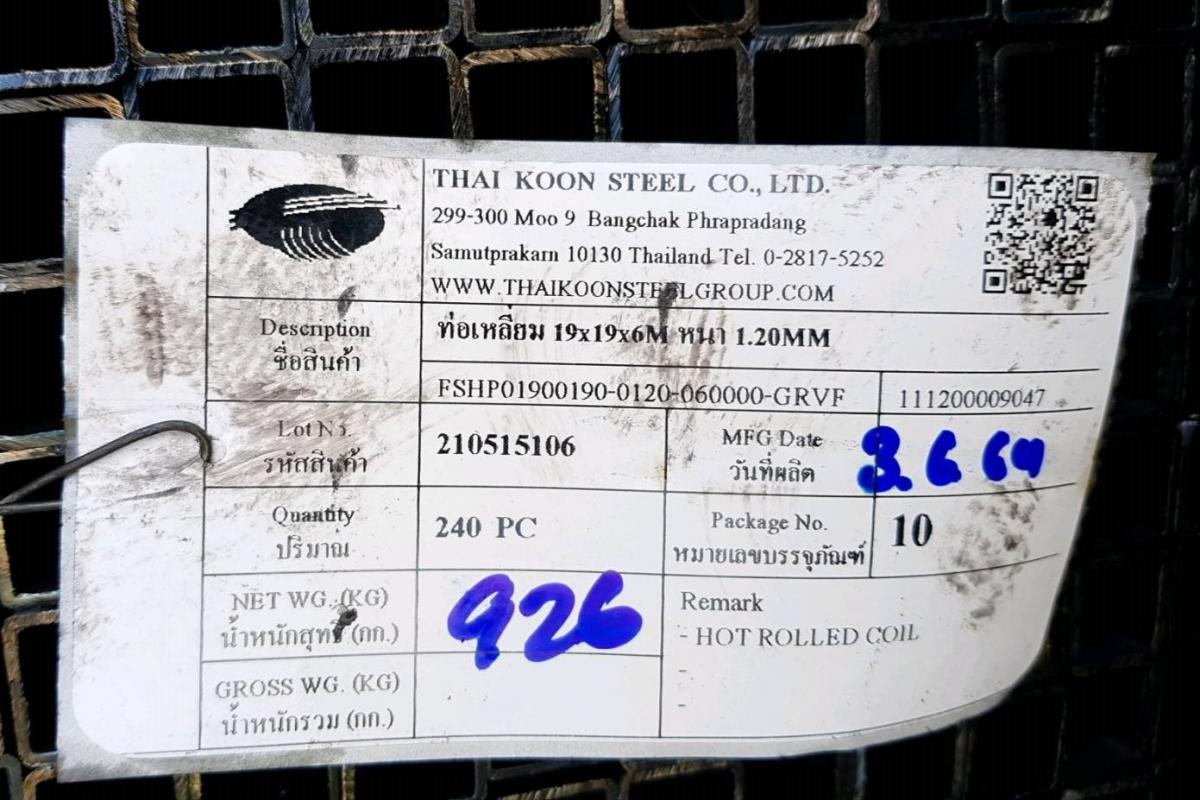 THAI KOON STEEL CO., LTD.
299-300 Moo 9 Bangchak Phrapradang
Samutprakarn 10130 Thailand Tel. 0-2817-5252
WWW.THAIKOONSTEELGROUP.COM
Description
ชื่อสินค้า
ท่อเหลี่ยม 19x19x6M หนา 1.20MM
FSHP01900190-0120-060000-GRVF 111200009047
Lot No.
รหัสสินค้า
210515106
MFG Date
วันที่ผลิต
3.6.64
Quantity
ปริมาณ
240 PC
Package No.
หมายเลขบรรจุภัณฑ์
10
NET WG. (KG)
น้ำหนักสุทธิ (กก.)
926
Remark
- HOT ROLLED COIL
-
-
GROSS WG. (KG)
น้ำหนักรวม (กก.)